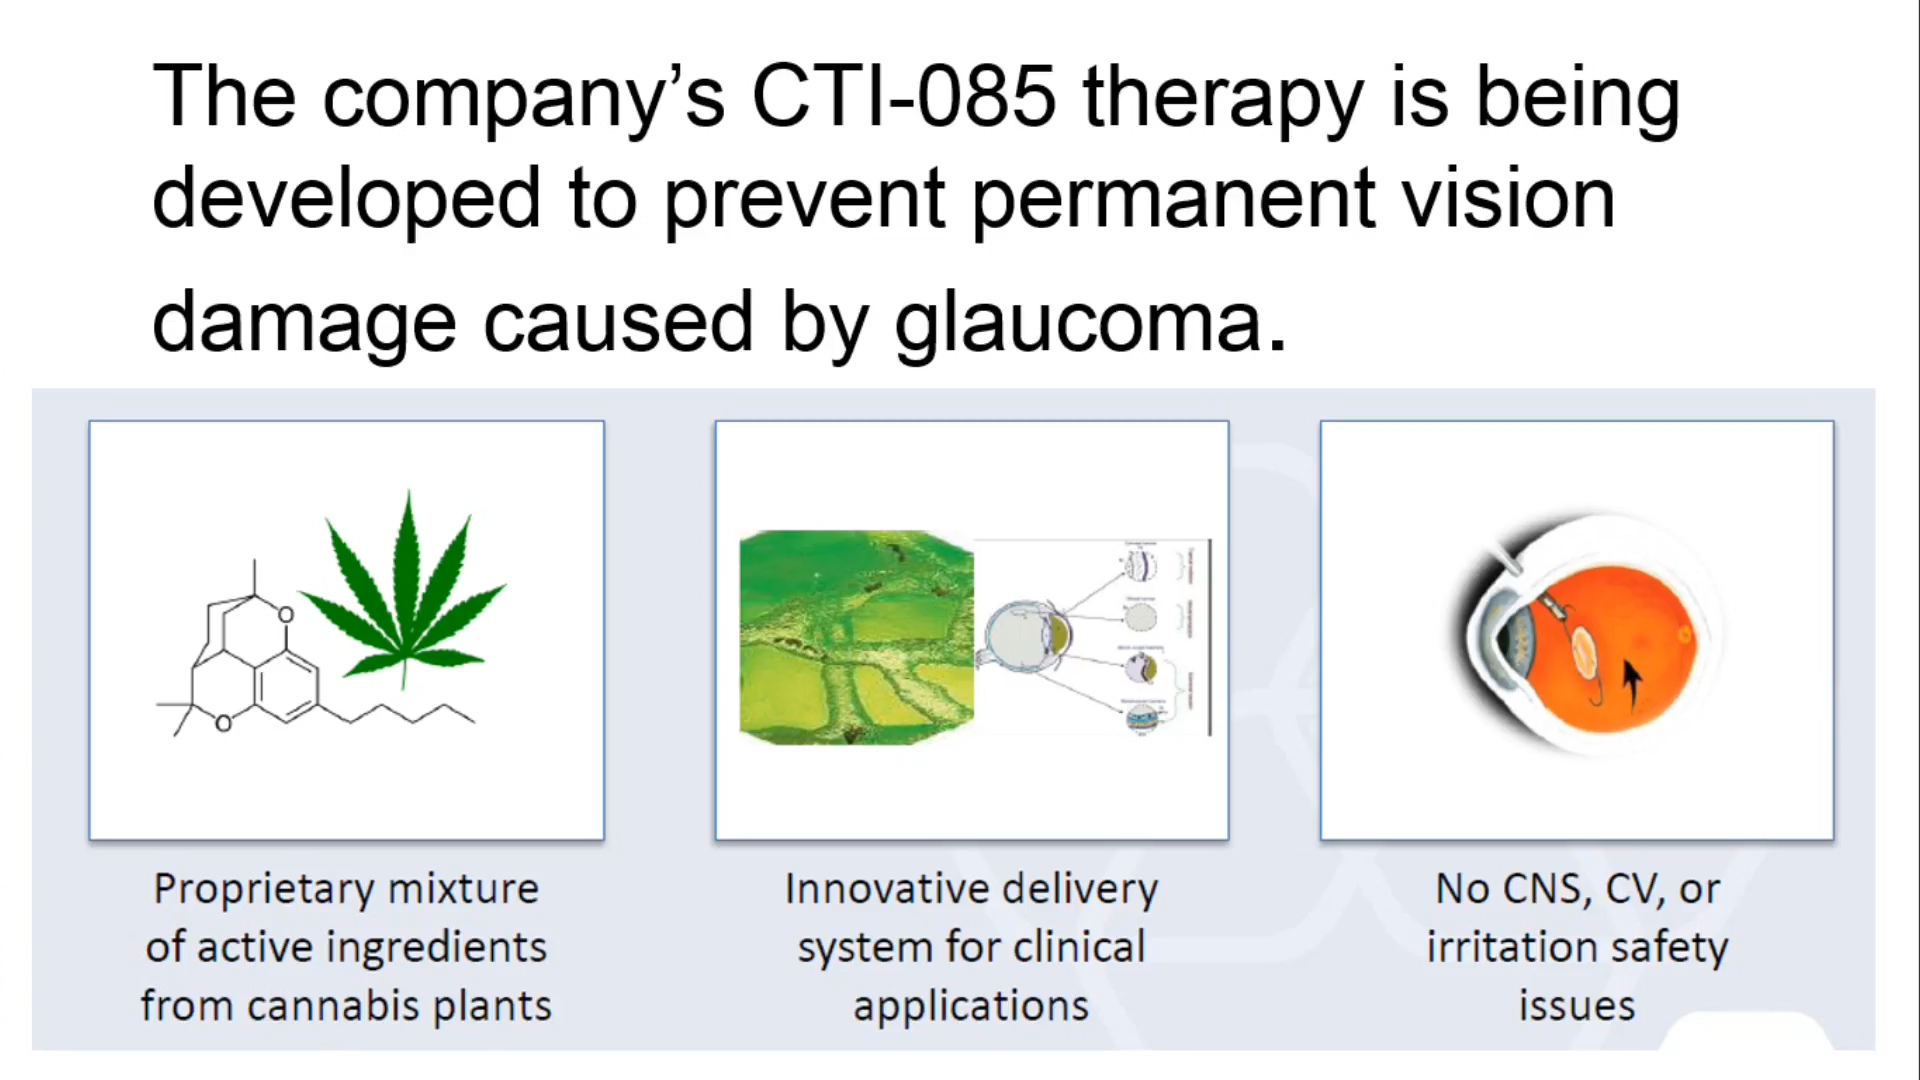 The company’s CTI-085 therapy is being
developed to prevent permanent vision
damage caused by glaucoma.
O
O
Proprietary mixture
of active ingredients
from cannabis plants
Innovative delivery
system for clinical
applications
No CNS, CV, or
irritation safety
issues